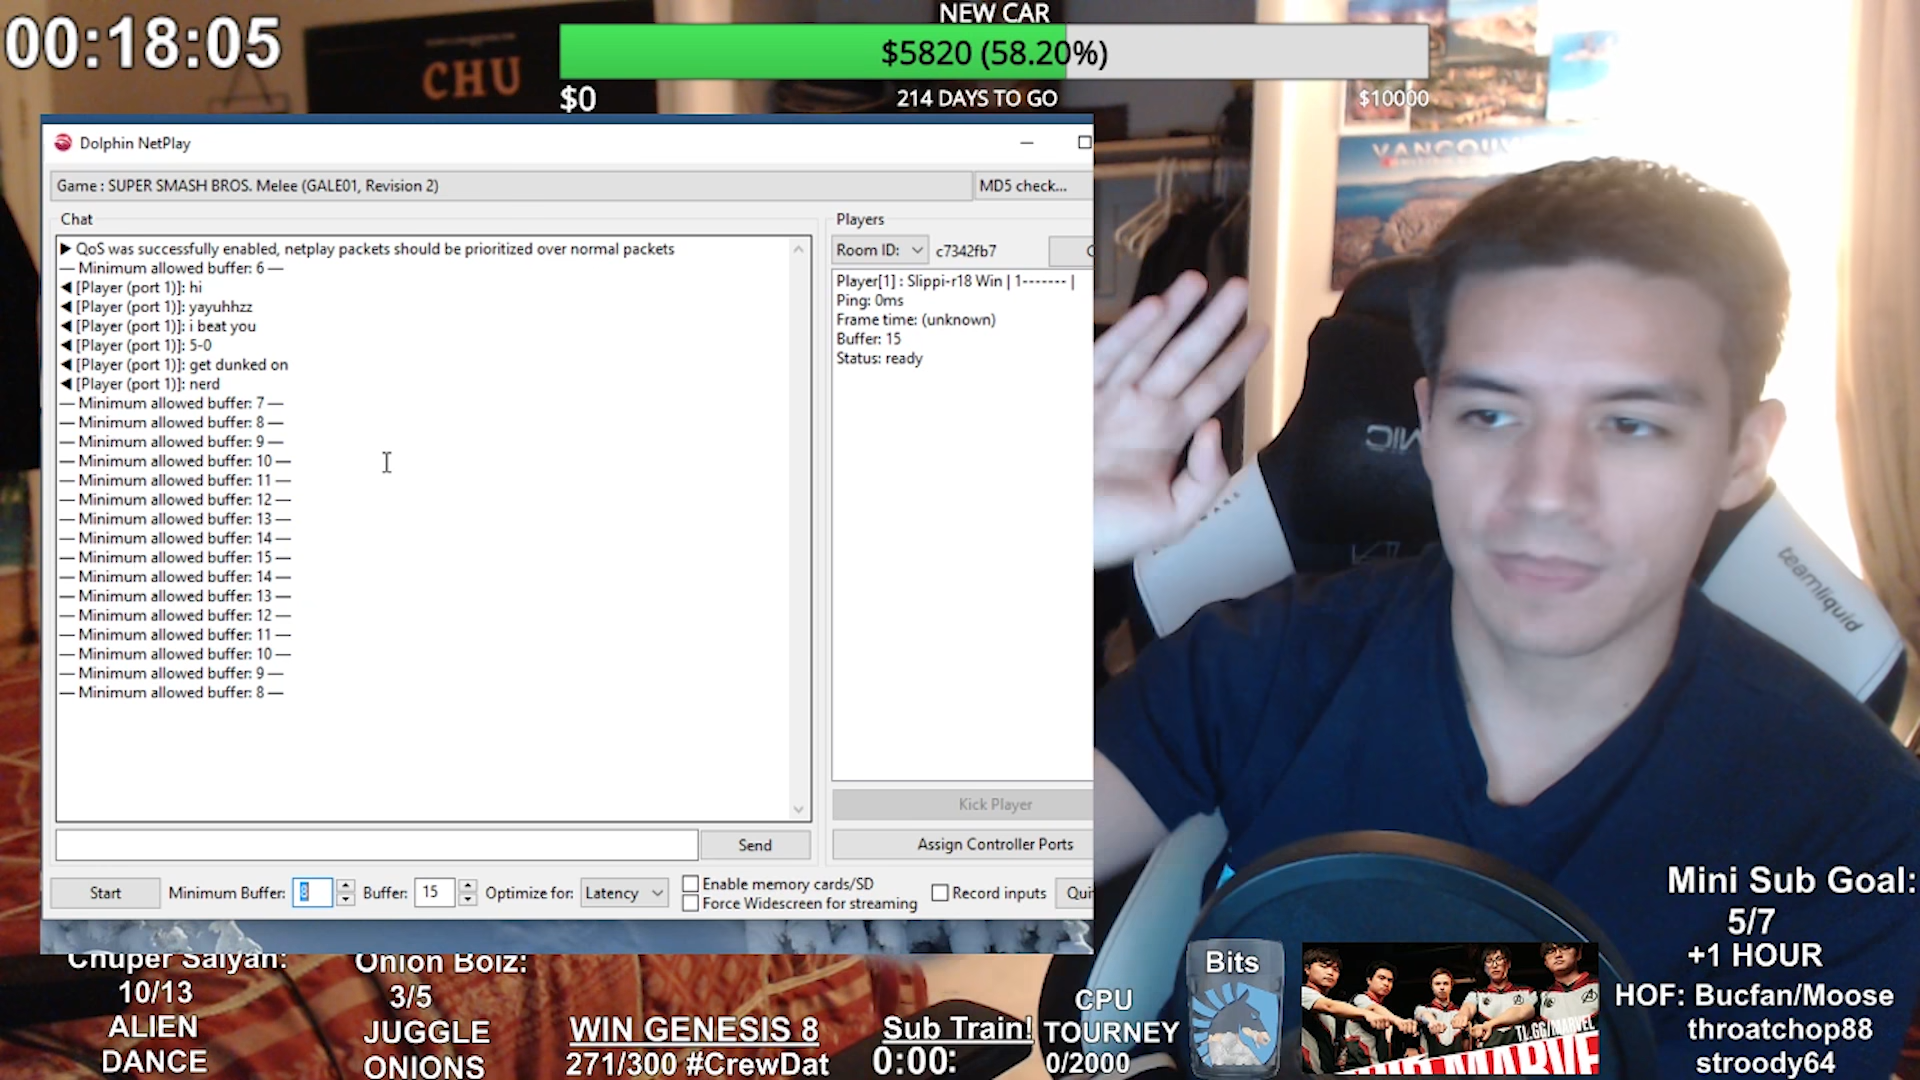 00:18:05
CHU
NEW CAR
$5820 (58.20%)
$0
214 DAYS TO GO
$10000
VANCOUV
Dolphin NetPlay
Game : SUPER SMASH BROS. Melee (GALE01, Revision 2)
MD5 check...
Chat
▶ QoS was successfully enabled, netplay packets should be prioritized over normal packets
— Minimum allowed buffer: 6 —
◀ [Player (port 1)]: hi
◀ [Player (port 1)]: yayuhhzz
◀ [Player (port 1)]: i beat you
◀ [Player (port 1)]: 5-0
◀ [Player (port 1)]: get dunked on
◀ [Player (port 1)]: nerd
— Minimum allowed buffer: 7 —
— Minimum allowed buffer: 8 —
— Minimum allowed buffer: 9 —
— Minimum allowed buffer: 10 —
— Minimum allowed buffer: 11 —
— Minimum allowed buffer: 12 —
— Minimum allowed buffer: 13 —
— Minimum allowed buffer: 14 —
— Minimum allowed buffer: 15 —
— Minimum allowed buffer: 14 —
— Minimum allowed buffer: 13 —
— Minimum allowed buffer: 12 —
— Minimum allowed buffer: 11 —
— Minimum allowed buffer: 10 —
— Minimum allowed buffer: 9 —
— Minimum allowed buffer: 8 —
Players
Room ID: c7342fb7
Player[1] : Slippi-r18 Win | 1------- |
Ping: 0ms
Frame time: (unknown)
Buffer: 15
Status: ready
Kick Player
Assign Controller Ports
Send
Start
Minimum Buffer: 8
Buffer: 15
Optimize for: Latency
Enable memory cards/SD
Force Widescreen for streaming
Record inputs
Qui
teamliquid
Chuper Saiyan:
10/13
ALIEN
DANCE
Onion Boiz:
3/5
JUGGLE
ONIONS
WIN GENESIS 8
271/300 #CrewDat
Sub Train!
0:00:
CPU
TOURNEY
0/2000
Bits
TL.GG/MARVEL
MARVE
Mini Sub Goal:
5/7
+1 HOUR
HOF: Bucfan/Moose
throatchop88
stroody64